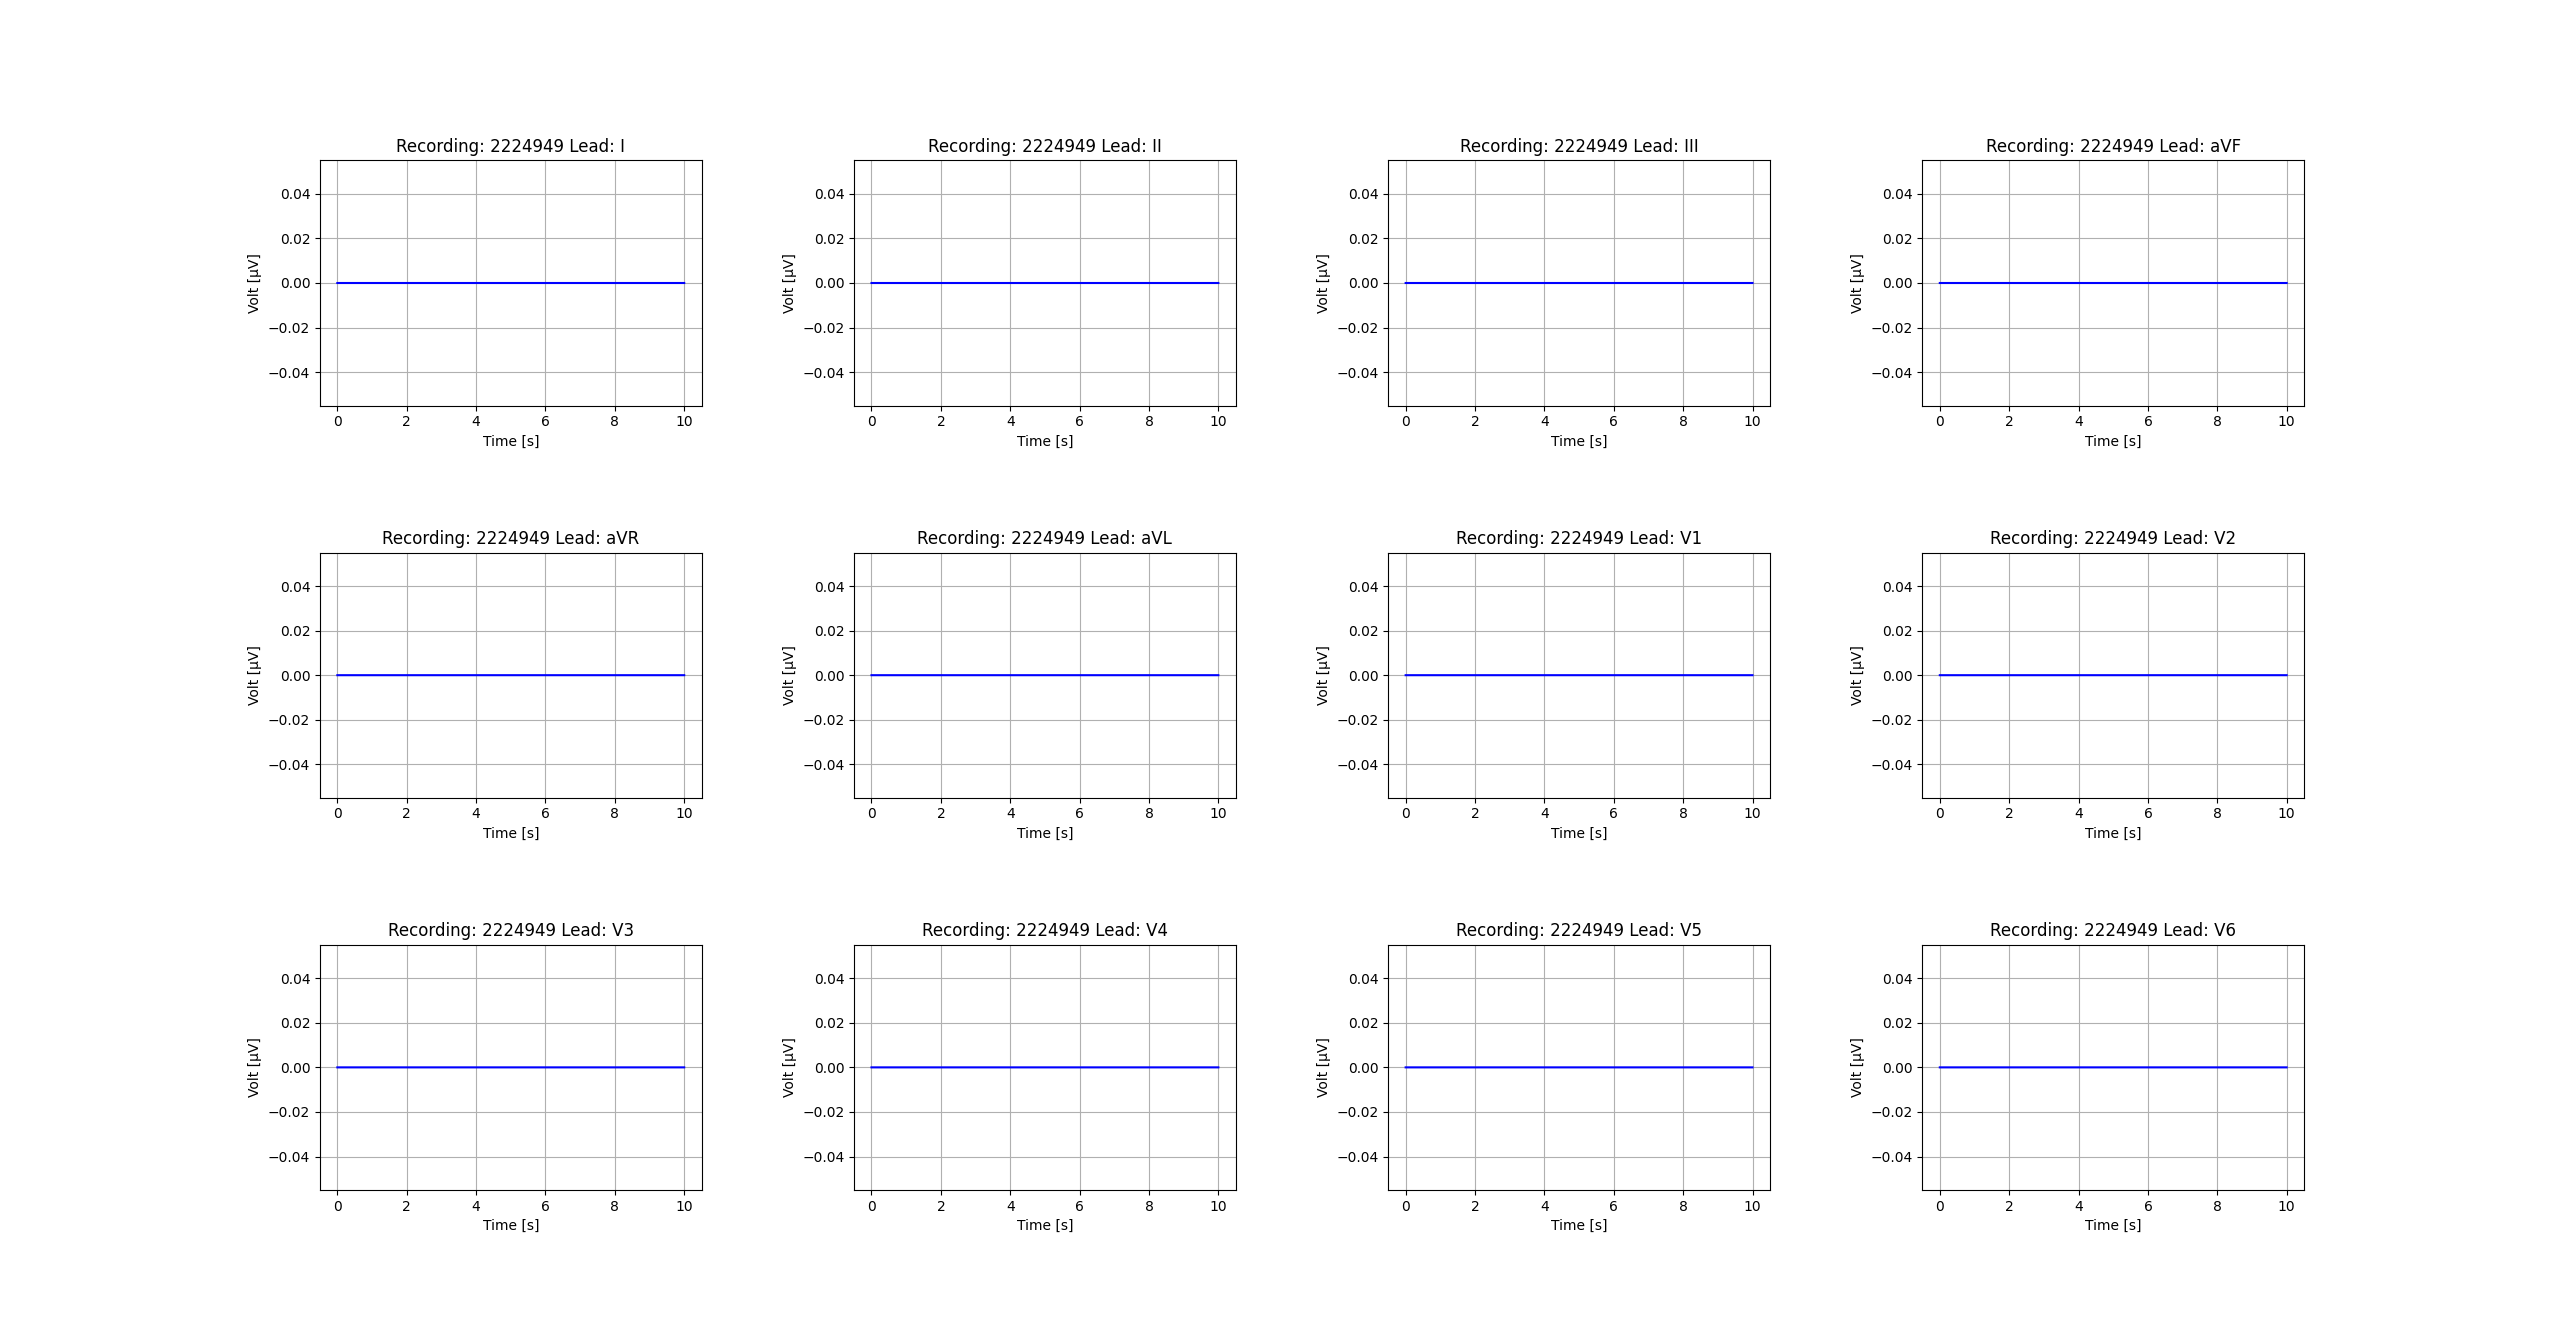 Recording: 2224949 Lead: I
0.04
0.02
0.00
−0.02
−0.04
Volt [µV]
0 2 4 6 8 10
Time [s]
Recording: 2224949 Lead: II
0.04
0.02
0.00
−0.02
−0.04
Volt [µV]
0 2 4 6 8 10
Time [s]
Recording: 2224949 Lead: III
0.04
0.02
0.00
−0.02
−0.04
Volt [µV]
0 2 4 6 8 10
Time [s]
Recording: 2224949 Lead: aVF
0.04
0.02
0.00
−0.02
−0.04
Volt [µV]
0 2 4 6 8 10
Time [s]
Recording: 2224949 Lead: aVR
0.04
0.02
0.00
−0.02
−0.04
Volt [µV]
0 2 4 6 8 10
Time [s]
Recording: 2224949 Lead: aVL
0.04
0.02
0.00
−0.02
−0.04
Volt [µV]
0 2 4 6 8 10
Time [s]
Recording: 2224949 Lead: V1
0.04
0.02
0.00
−0.02
−0.04
Volt [µV]
0 2 4 6 8 10
Time [s]
Recording: 2224949 Lead: V2
0.04
0.02
0.00
−0.02
−0.04
Volt [µV]
0 2 4 6 8 10
Time [s]
Recording: 2224949 Lead: V3
0.04
0.02
0.00
−0.02
−0.04
Volt [µV]
0 2 4 6 8 10
Time [s]
Recording: 2224949 Lead: V4
0.04
0.02
0.00
−0.02
−0.04
Volt [µV]
0 2 4 6 8 10
Time [s]
Recording: 2224949 Lead: V5
0.04
0.02
0.00
−0.02
−0.04
Volt [µV]
0 2 4 6 8 10
Time [s]
Recording: 2224949 Lead: V6
0.04
0.02
0.00
−0.02
−0.04
Volt [µV]
0 2 4 6 8 10
Time [s]